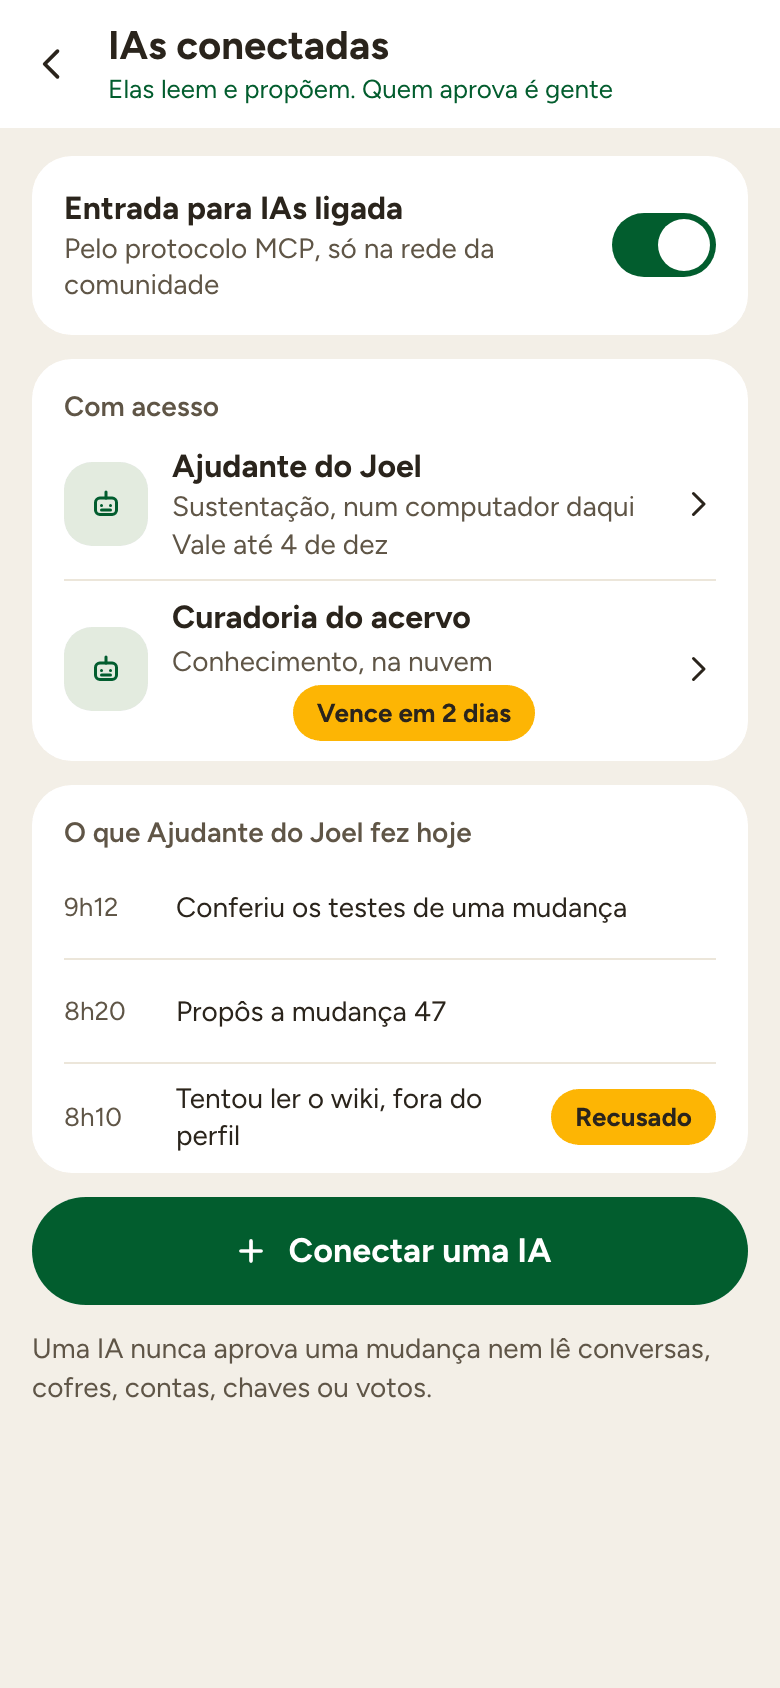 IAs conectadas
Elas leem e propõem. Quem aprova é gente
Entrada para IAs ligada
Pelo protocolo MCP, só na rede da
comunidade
Com acesso
Ajudante do Joel
Sustentação, num computador daqui
Vale até 4 de dez
Curadoria do acervo
Conhecimento, na nuvem
Vence em 2 dias
O que Ajudante do Joel fez hoje
9h12 Conferiu os testes de uma mudança
8h20 Propôs a mudança 47
8h10 Tentou ler o wiki, fora do
perfil
Recusado
+ Conectar uma IA
Uma IA nunca aprova uma mudança nem lê conversas,
cofres, contas, chaves ou votos.